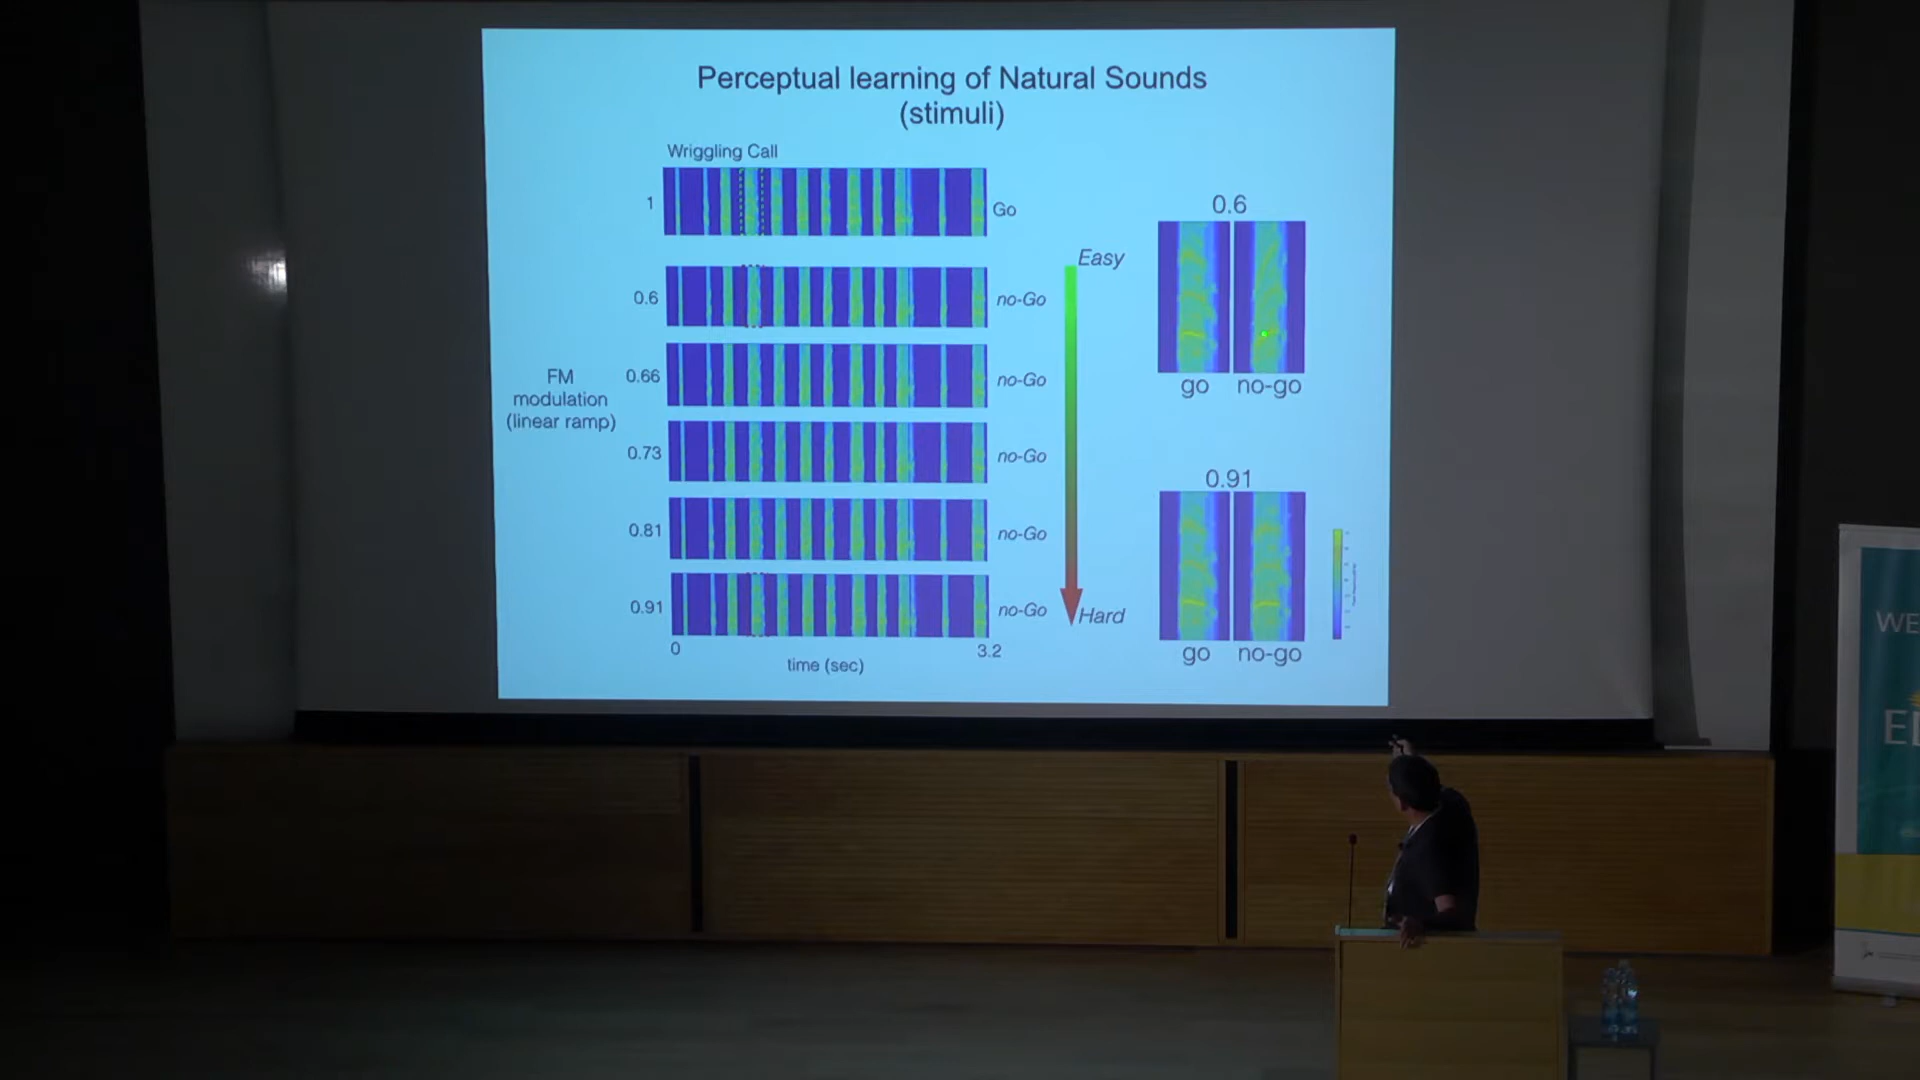 Perceptual learning of Natural Sounds
(stimuli)
Wriggling Call
1
Go
0.6
no-Go
0.66
no-Go
0.73
no-Go
0.81
no-Go
0.91
no-Go
FM
modulation
(linear ramp)
0
3.2
time (sec)
Easy
Hard
0.6
go no-go
0.91
go no-go
WE